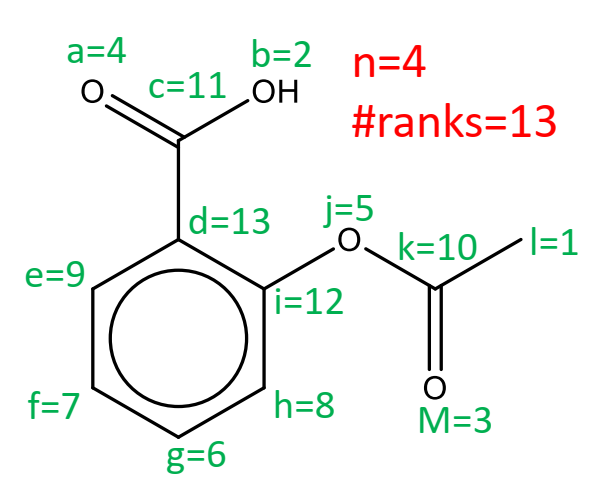 a=4
b=2
n=4
c=11
O
OH
#ranks=13
d=13
j=5
O
k=10
l=1
e=9
i=12
f=7
h=8
O
M=3
g=6